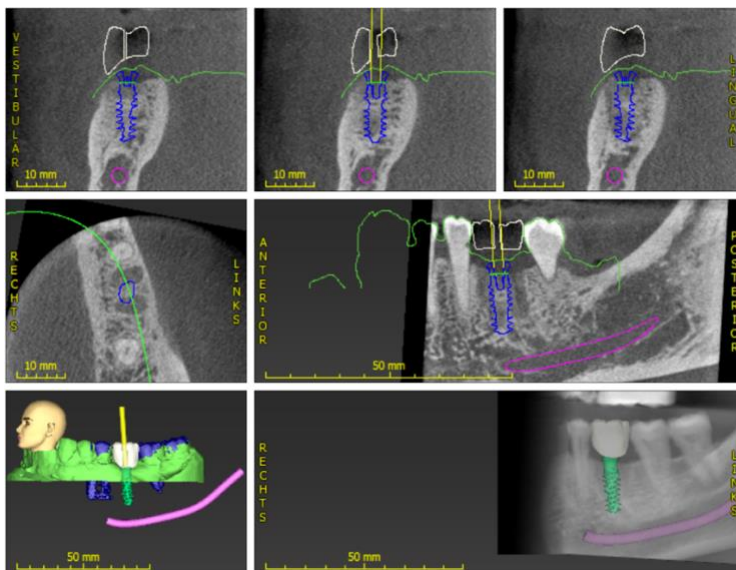 VESTIBULAR
10 mm
10 mm
LINGUAL
10 mm
RECHTS
LINKS
10 mm
ANTERIOR
POSTERIOR
50 mm
50 mm
RECHTS
LINKS
50 mm